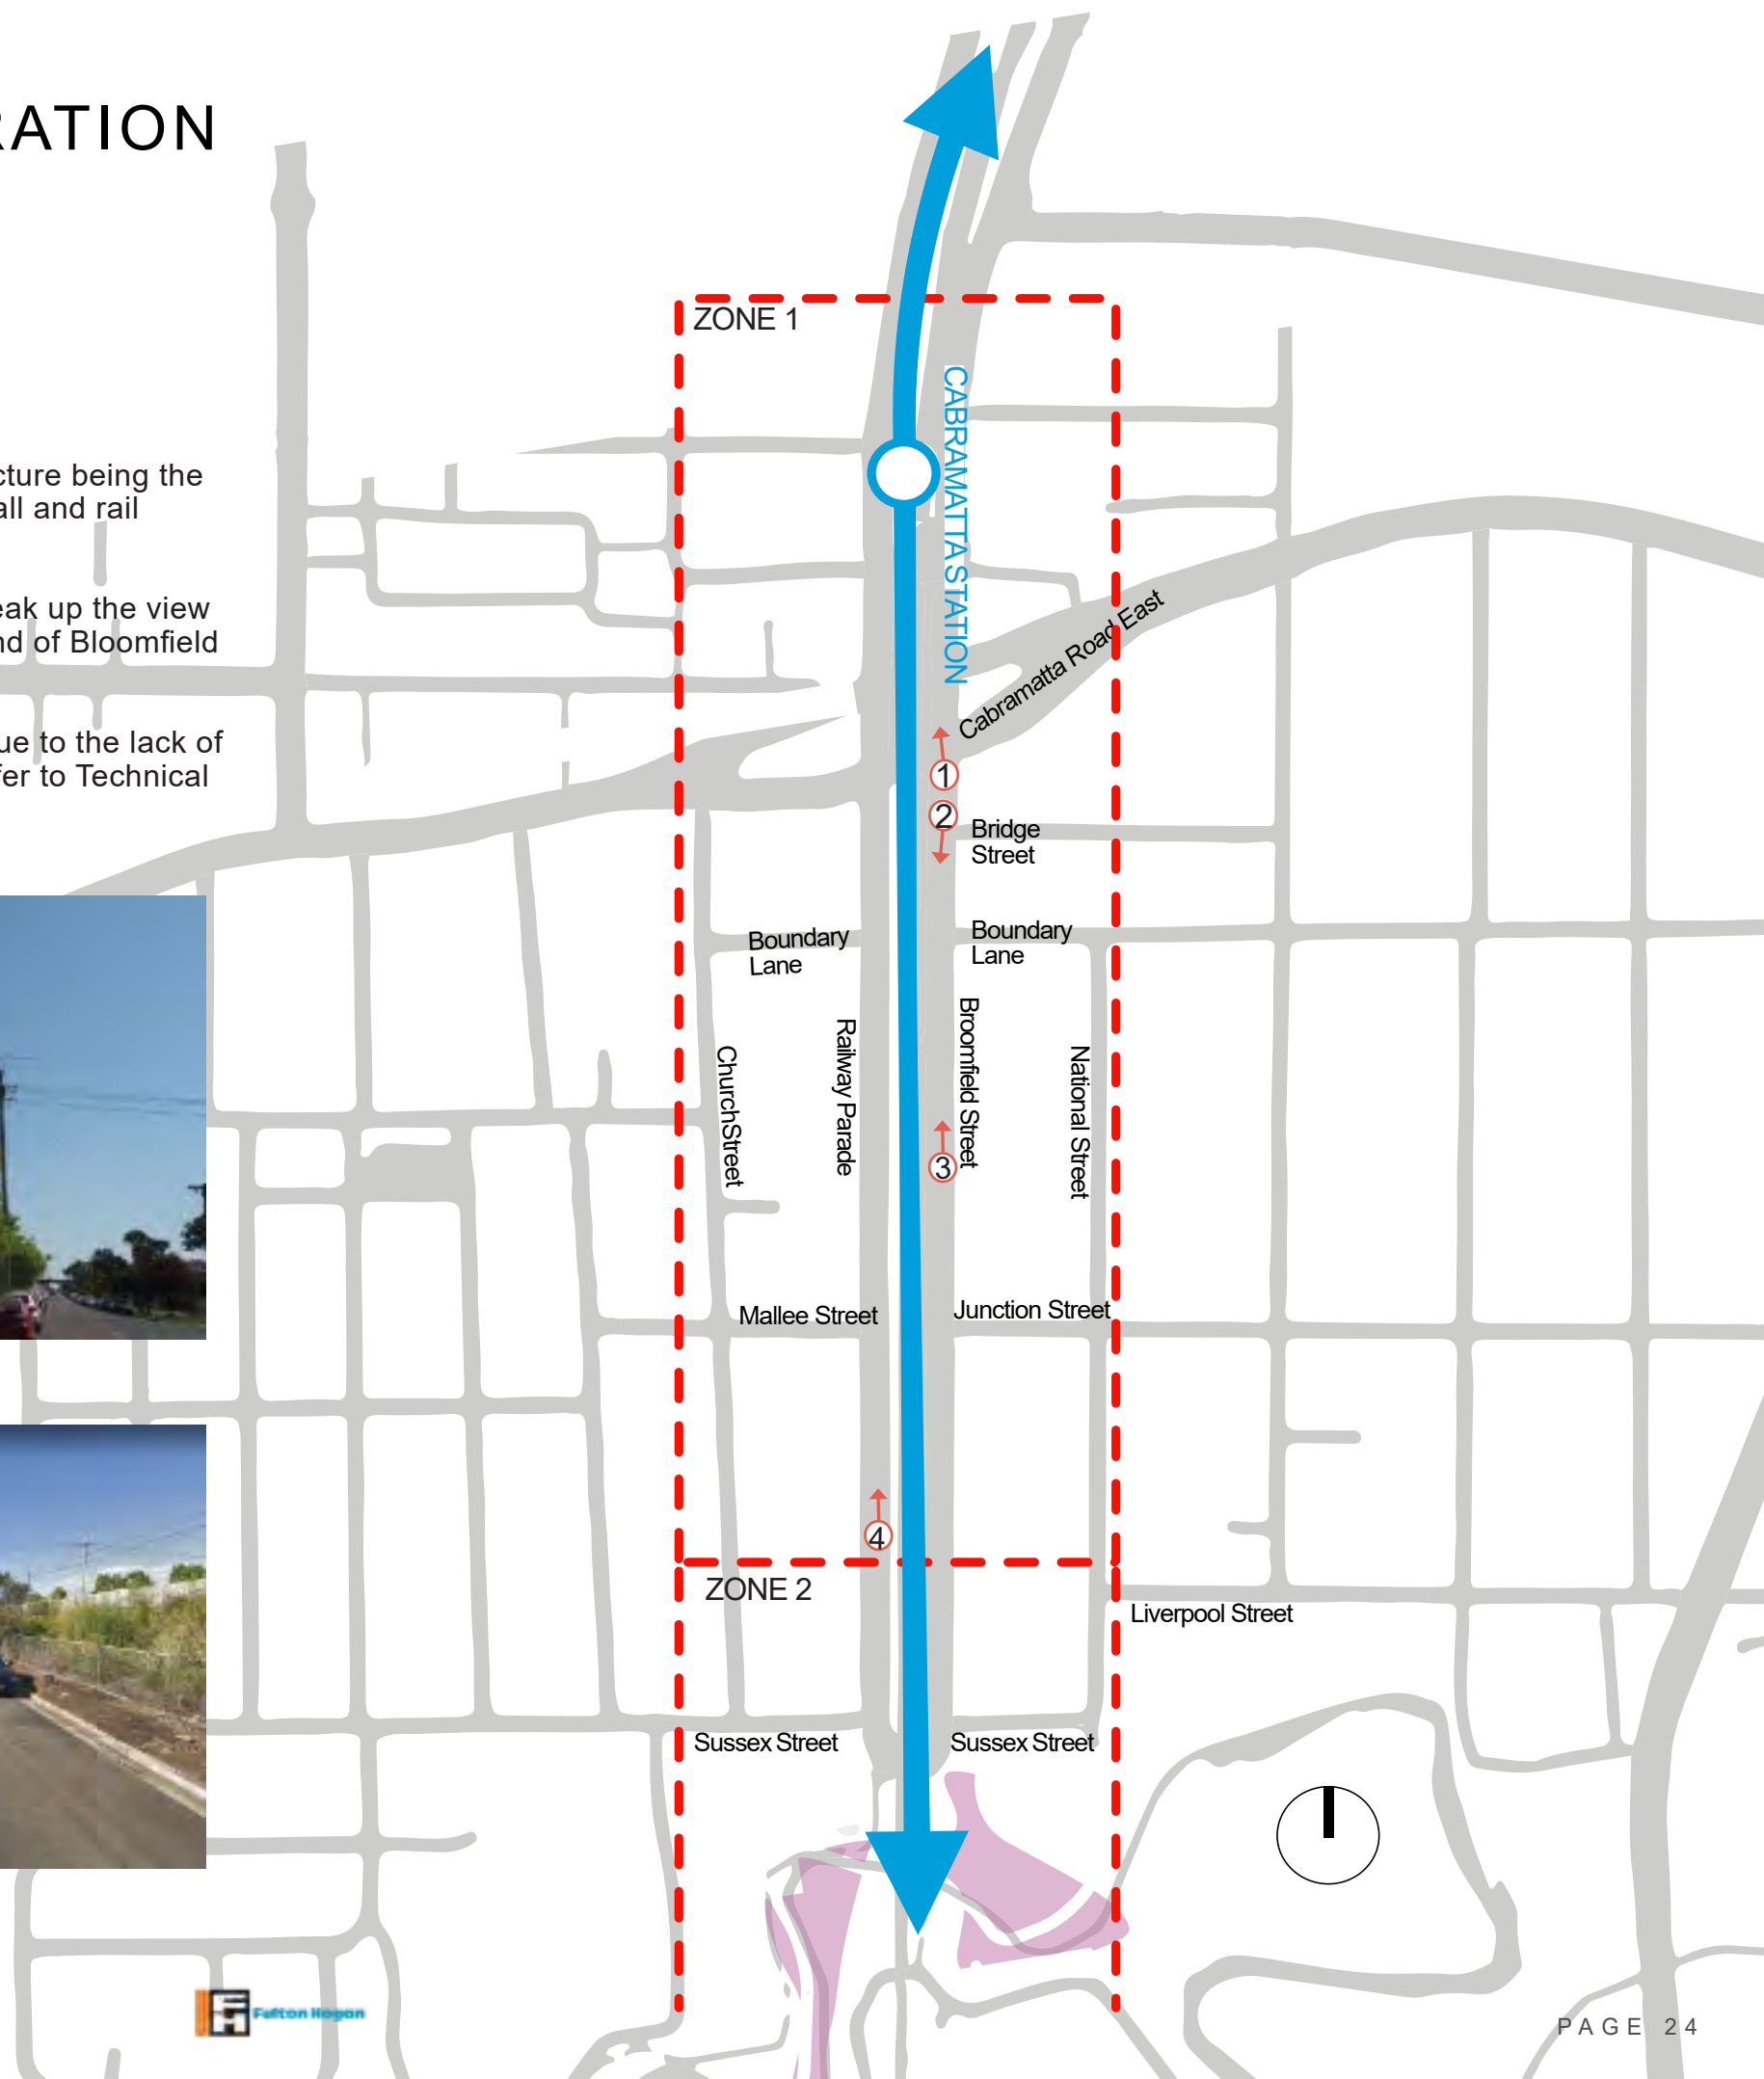 RATION
cture being the
all and rail
eak up the view
nd of Bloomfield
ue to the lack of
fer to Technical
ZONE 1
CABRAMATTA STATION
Cabramatta Road East
1
2
Bridge
Street
Boundary
Lane
Boundary
Lane
Railway Parade
Broomfield Street
ChurchStreet
National Street
3
Mallee Street
Junction Street
4
ZONE 2
Liverpool Street
Sussex Street
Sussex Street
Fulton Hogan
PAGE 24